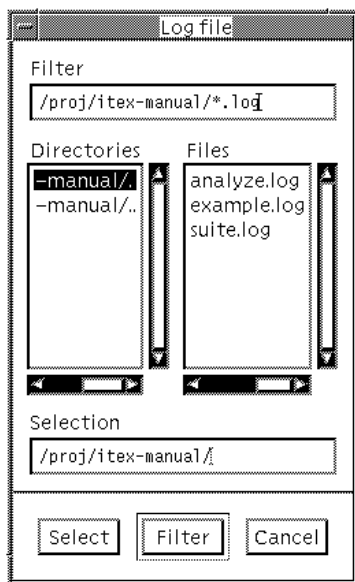 Log file
Filter
/proj/itex-manual/*.log
Directories
-manual/.
-manual/..
Files
analyze.log
example.log
suite.log
Selection
/proj/itex-manual/
Select
Filter
Cancel